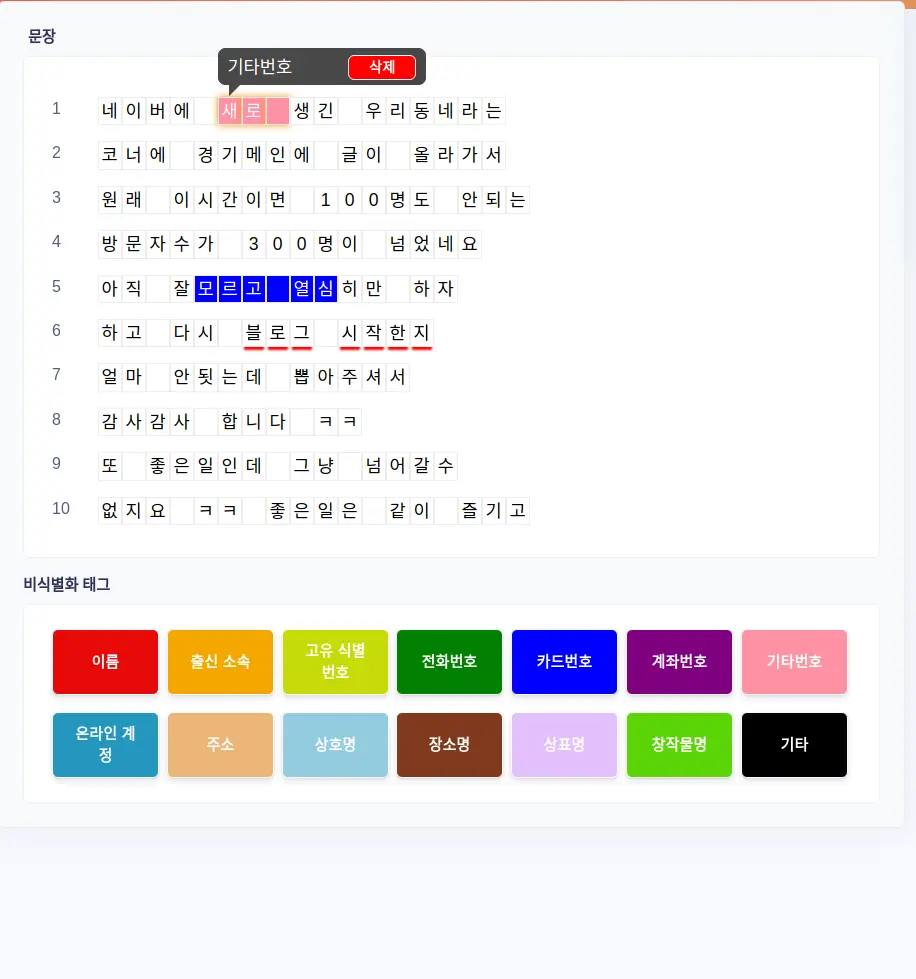 문장
기타번호 삭제
1 네이버에 새로 생긴 우리동네라는
2 코너에 경기메인에 글이 올라가서
3 원래 이시간이면 100명도 안되는
4 방문자수가 300명이 넘었네요
5 아직 잘모르고 열심히만 하자
6 하고 다시 블로그 시작한지
7 얼마 안됫는데 뽑아주셔서
8 감사감사 합니다 ㅋㅋ
9 또 좋은일인데 그냥 넘어갈수
10 없지요 ㅋㅋ 좋은일은 같이 즐기고
비식별화 태그
이름 출신 소속 고유 식별 번호 전화번호 카드번호 계좌번호 기타번호
온라인 계정 주소 상호명 장소명 상표명 창작물명 기타